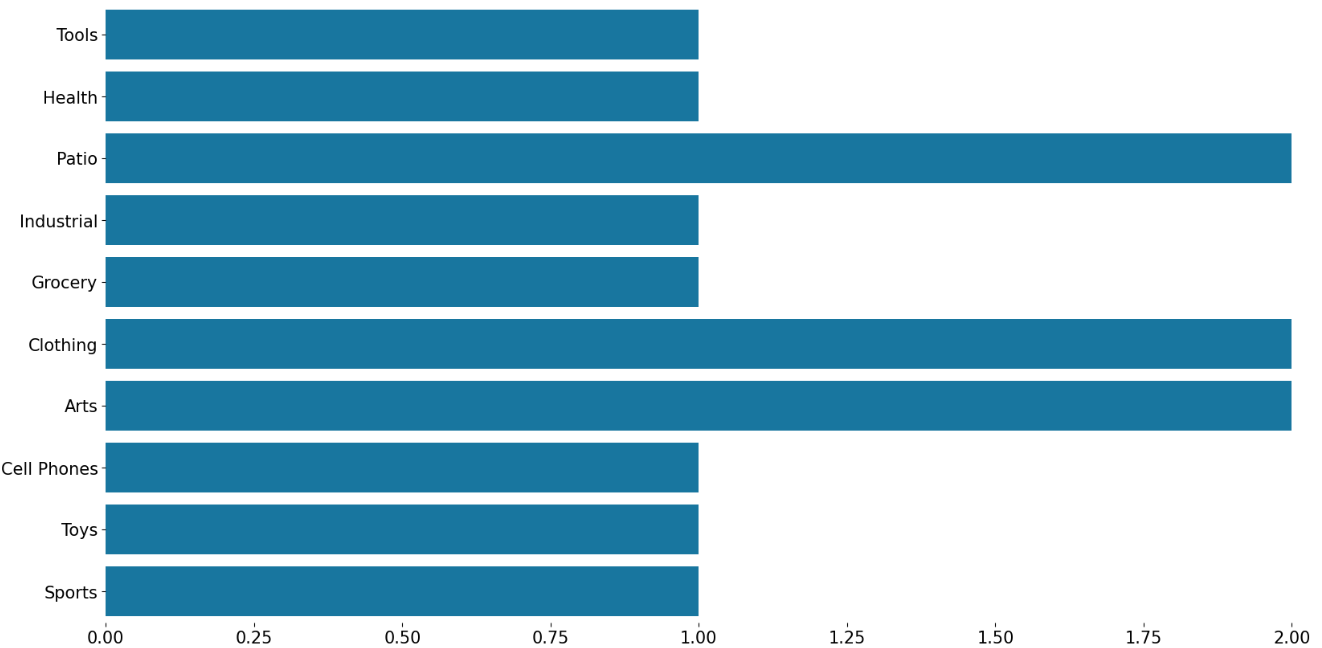 Tools
Health
Patio
Industrial
Grocery
Clothing
Arts
Cell Phones
Toys
Sports
0.00 0.25 0.50 0.75 1.00 1.25 1.50 1.75 2.00